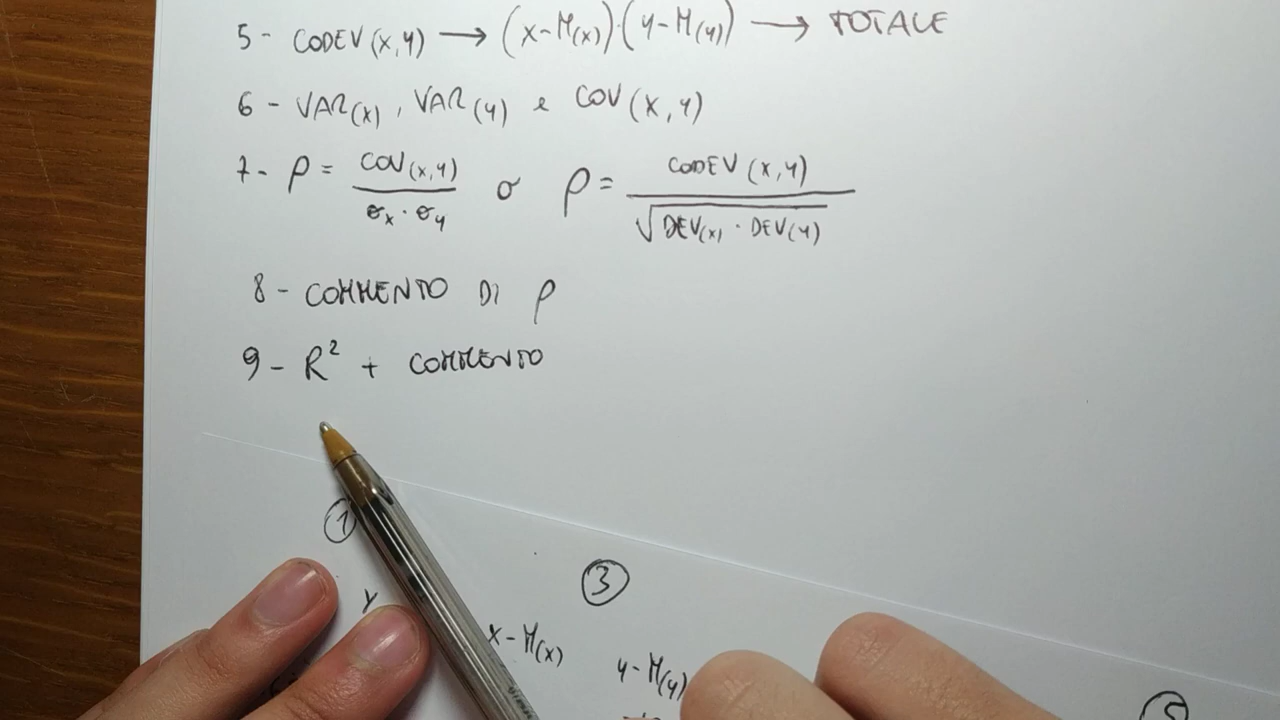 5 - CODEV(x,y) → (x-M(x))·(y-M(y)) → TOTALE
6 - VAR(x), VAR(y) e COV(x,y)
7 - ρ = COV(x,y) / σx · σy o ρ = CODEV(x,y) / √DEV(x) · DEV(y)
8 - COMMENTO DI ρ
9 - R² + COMMENTO
1
3
5
Y
x-M(x)
y-M(y)